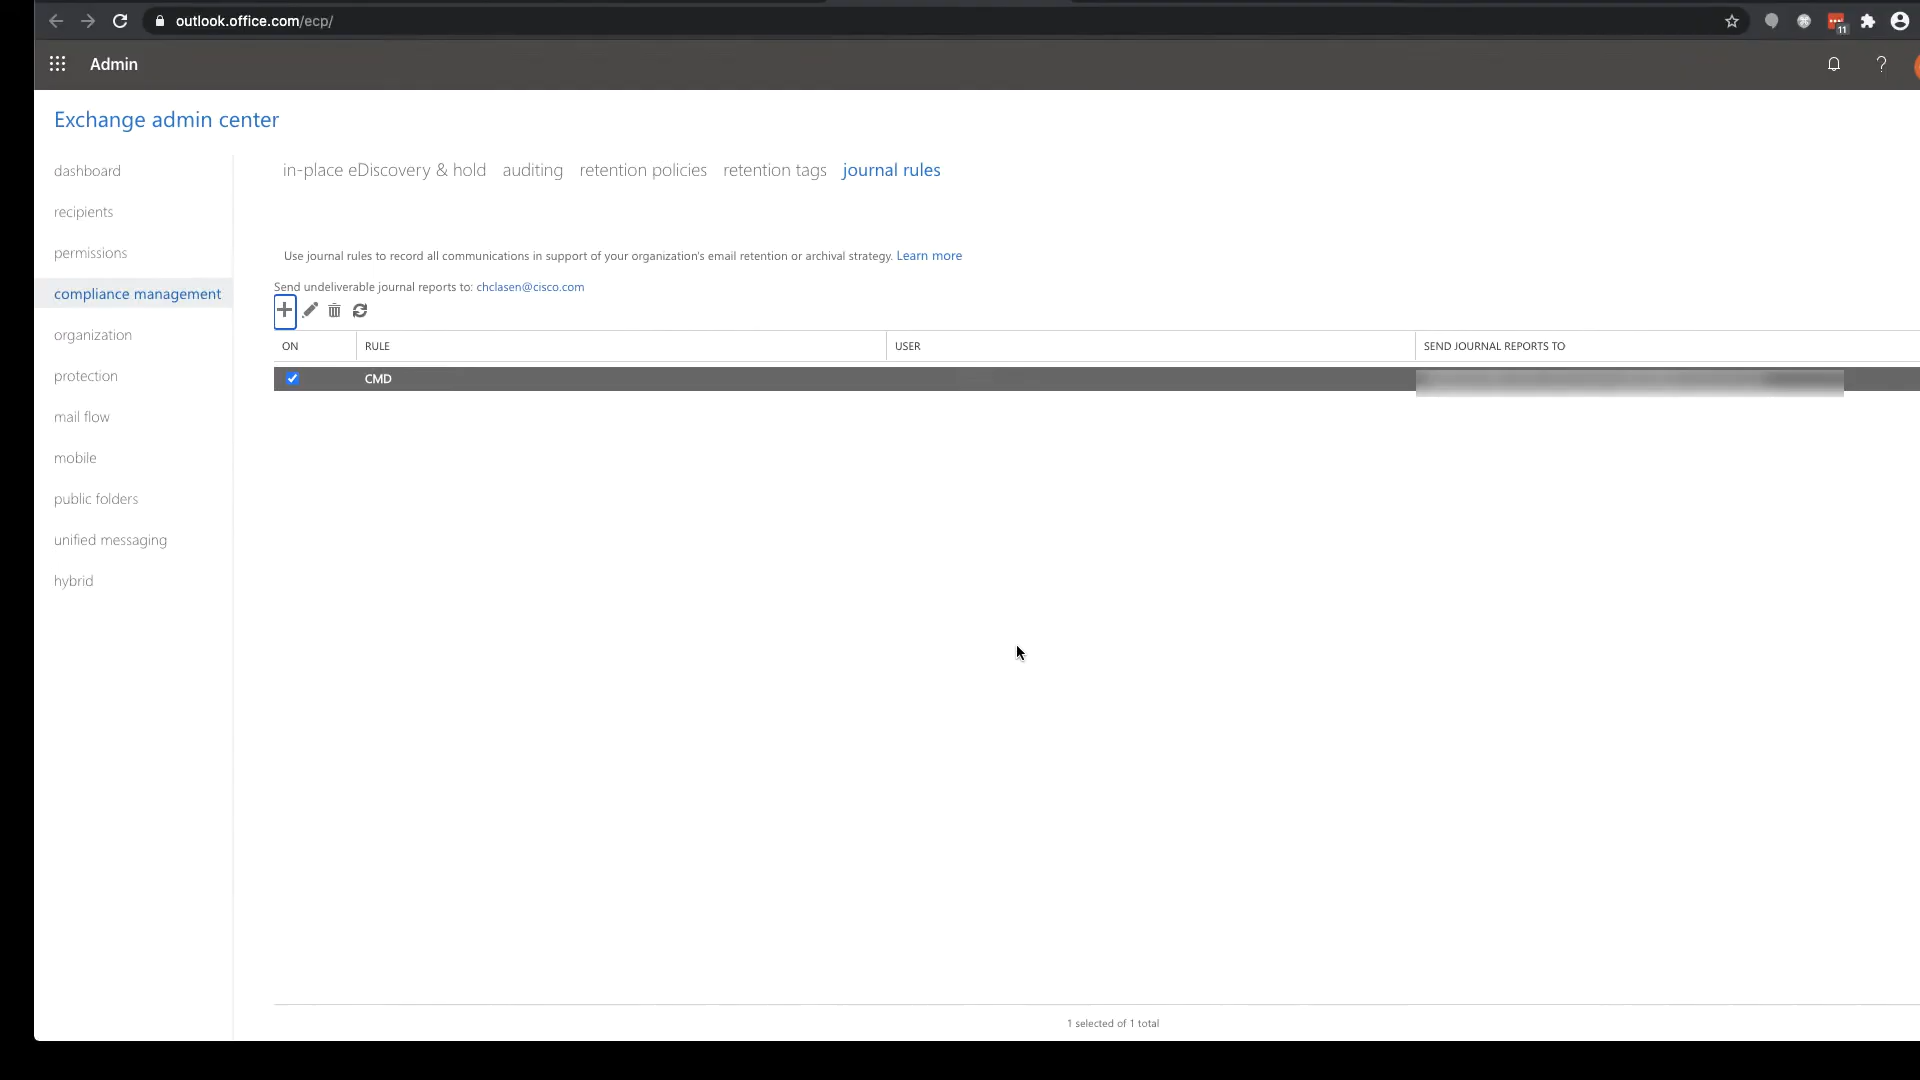 outlook.office.com/ecp/
11
Admin
?
Exchange admin center
dashboard
recipients
permissions
compliance management
organization
protection
mail flow
mobile
public folders
unified messaging
hybrid
in-place eDiscovery & hold auditing retention policies retention tags journal rules
Use journal rules to record all communications in support of your organization's email retention or archival strategy. Learn more
Send undeliverable journal reports to: chclasen@cisco.com
ON RULE USER SEND JOURNAL REPORTS TO
CMD
1 selected of 1 total